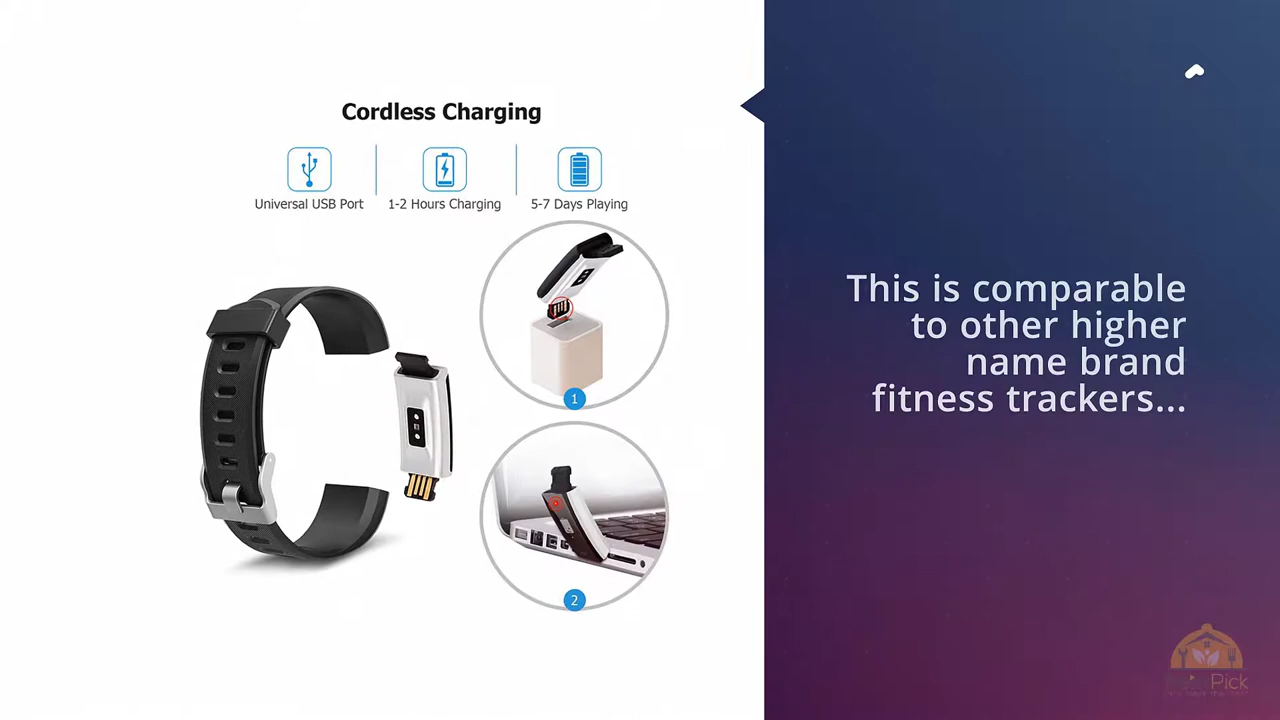 Cordless Charging
Universal USB Port
1-2 Hours Charging
5-7 Days Playing
1
2
This is comparable
to other higher
name brand
fitness trackers...
Pick